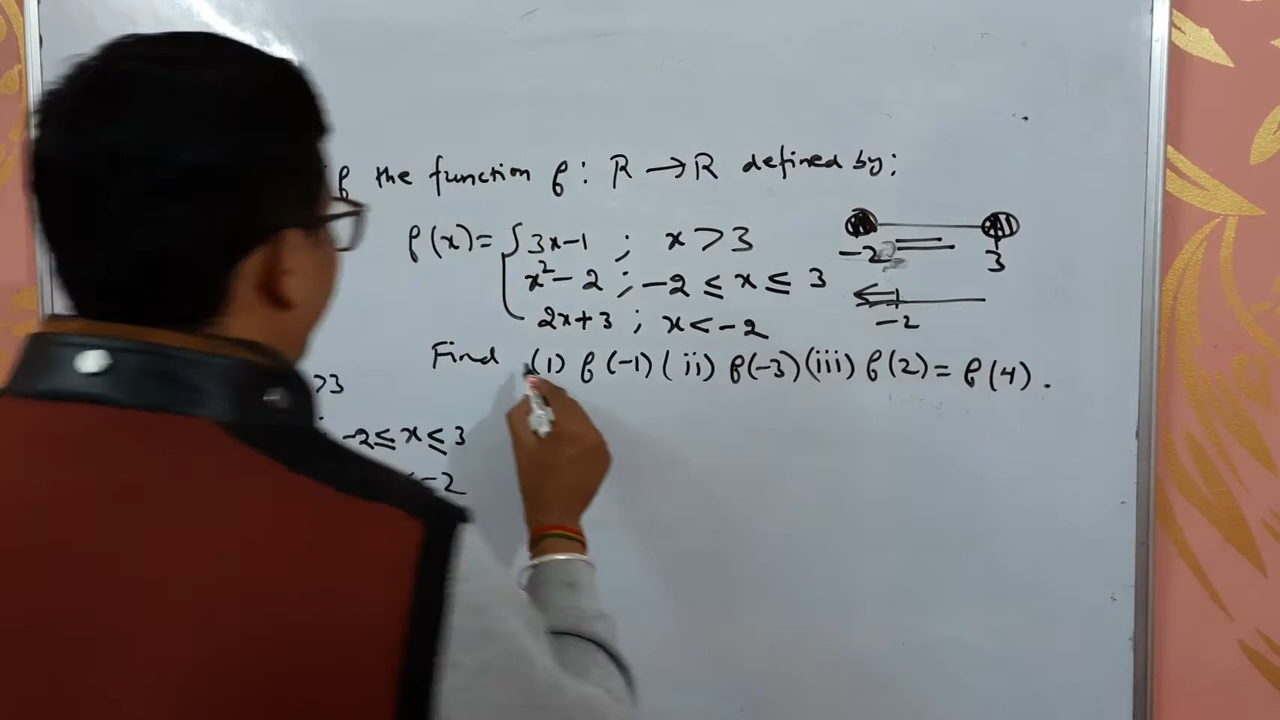 the function f: R → R defined by;
f(x) = { 3x-1 ; x > 3
x² - 2 ; -2 ≤ x ≤ 3
2x+3 ; x < -2
-2 3
-2
Find (i) f(-1) (ii) f(-3) (iii) f(2) = f(4).
>3
-2 ≤ x ≤ 3
-2